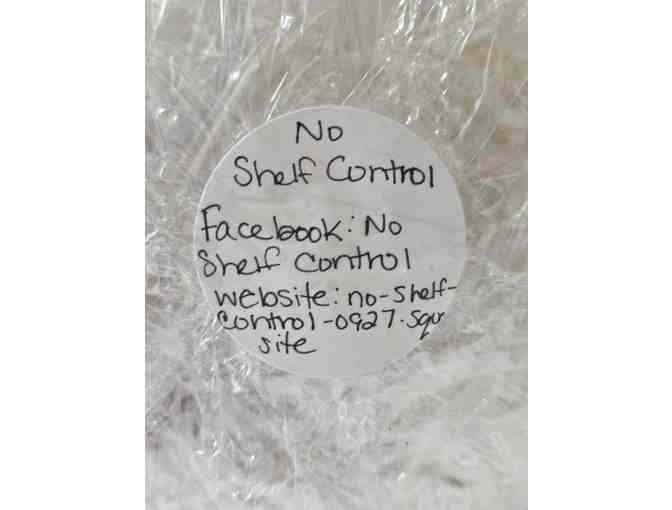 No
Shelf Control
Facebook: No
Shelf Control
website: no-shelf-
control-0927.squ
site